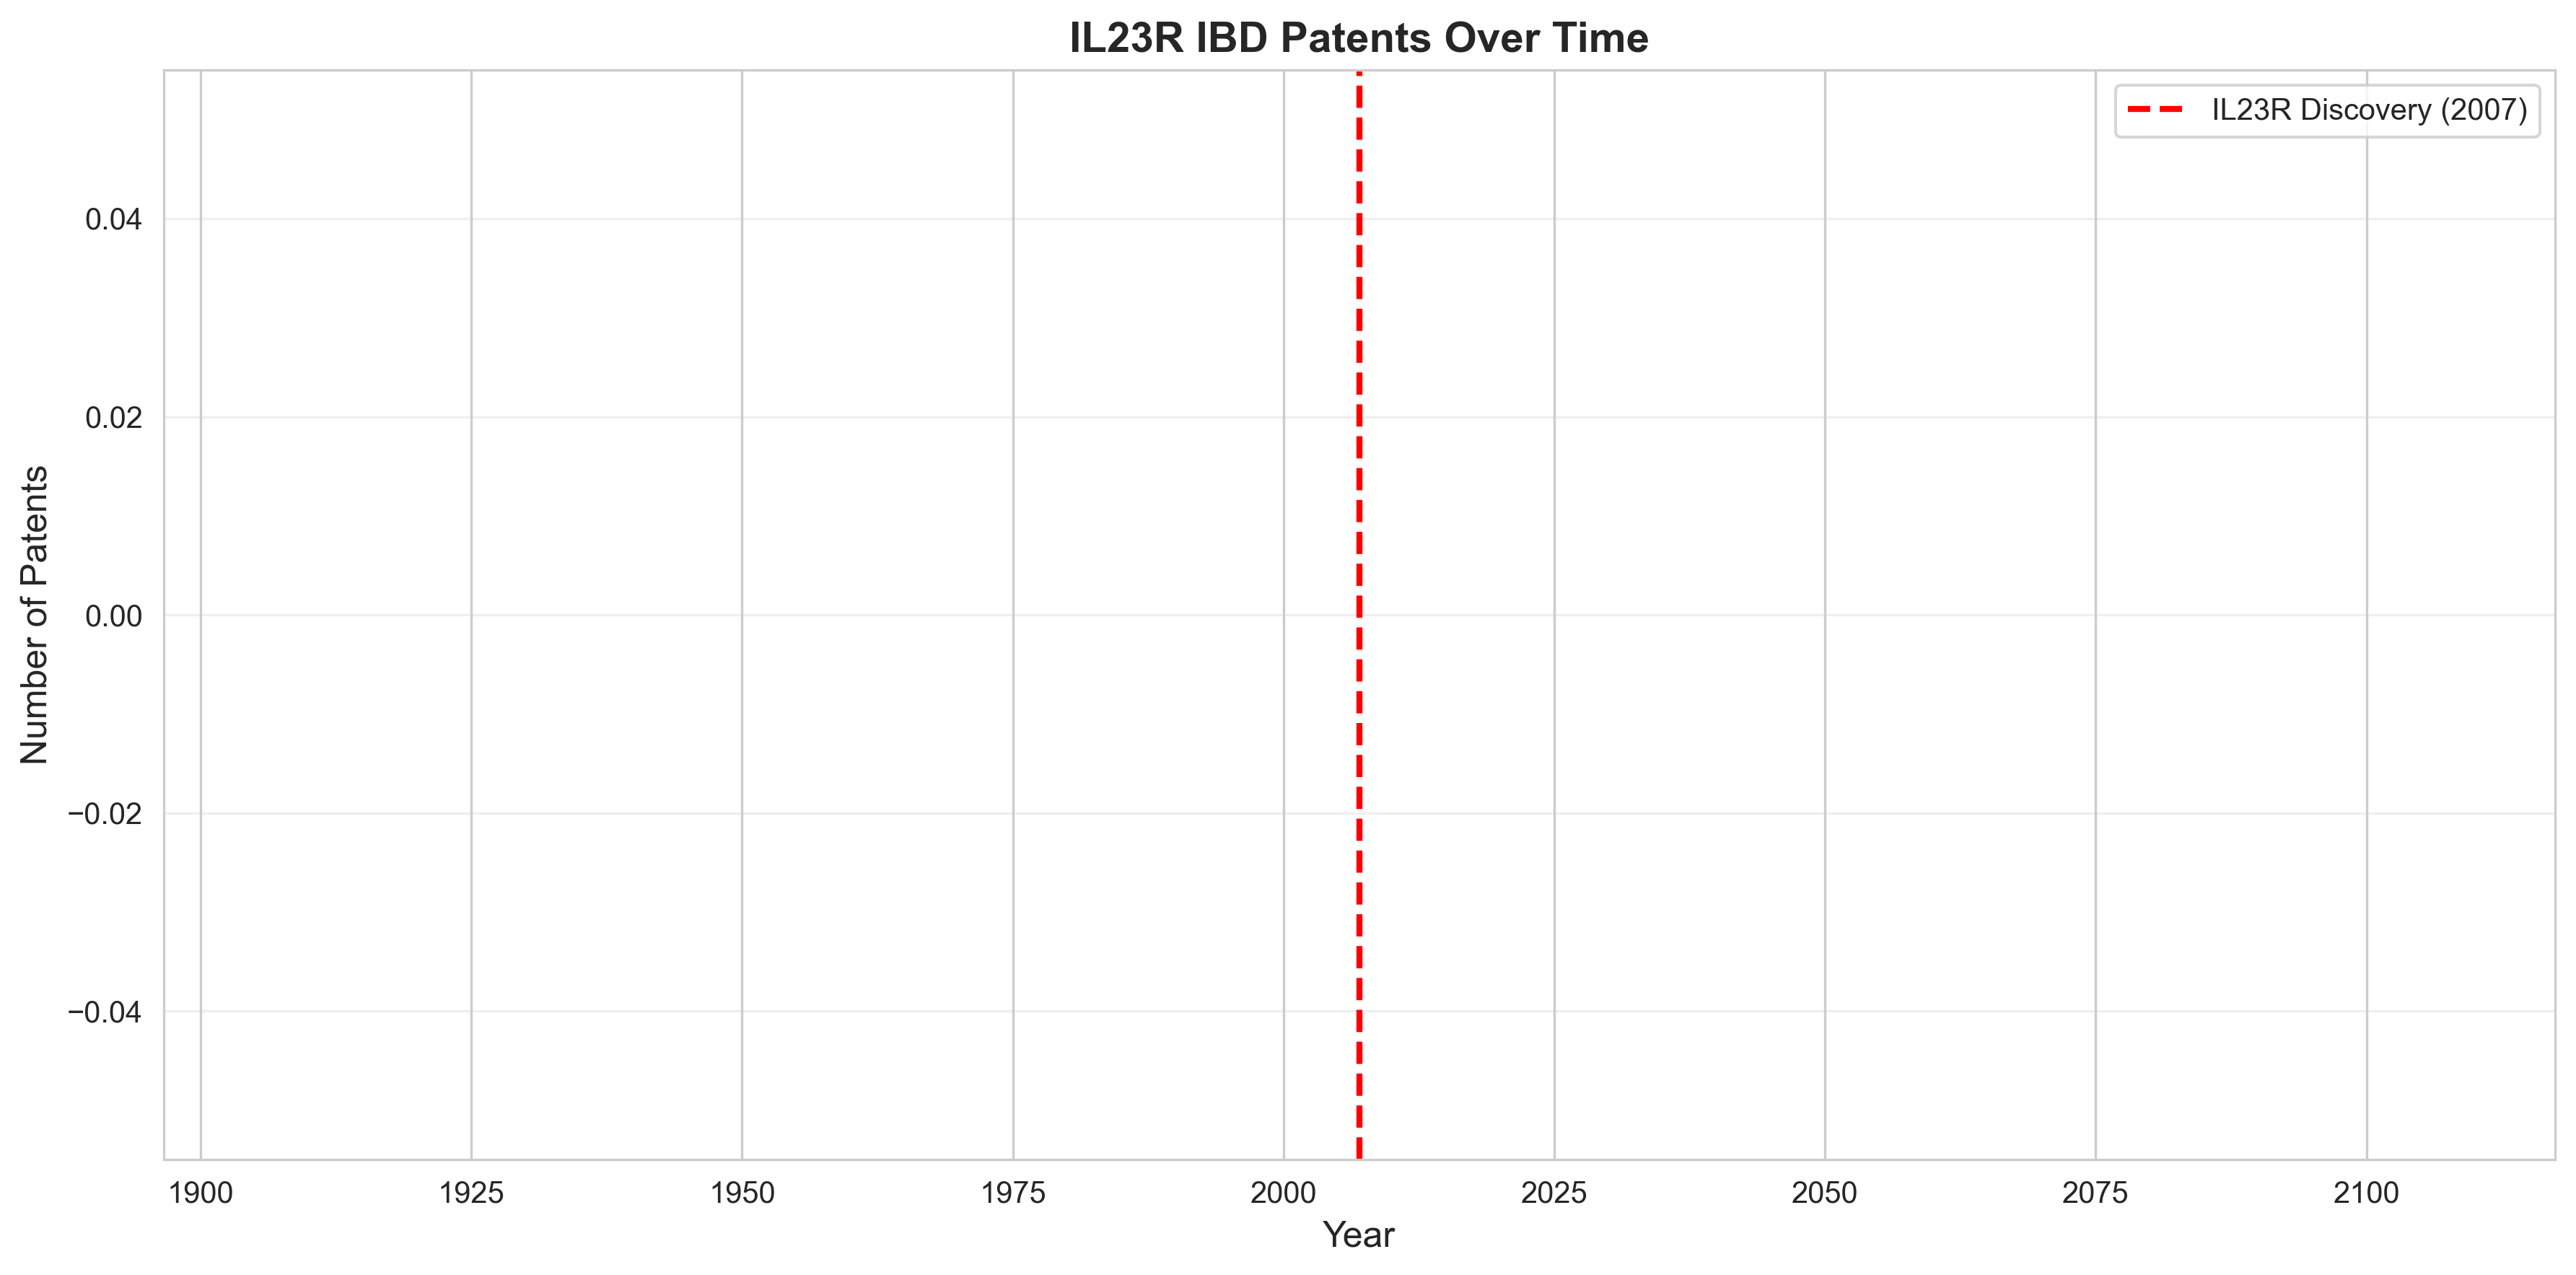 IL23R IBD Patents Over Time
IL23R Discovery (2007)
Number of Patents
0.04
0.02
0.00
−0.02
−0.04
1900 1925 1950 1975 2000 2025 2050 2075 2100
Year